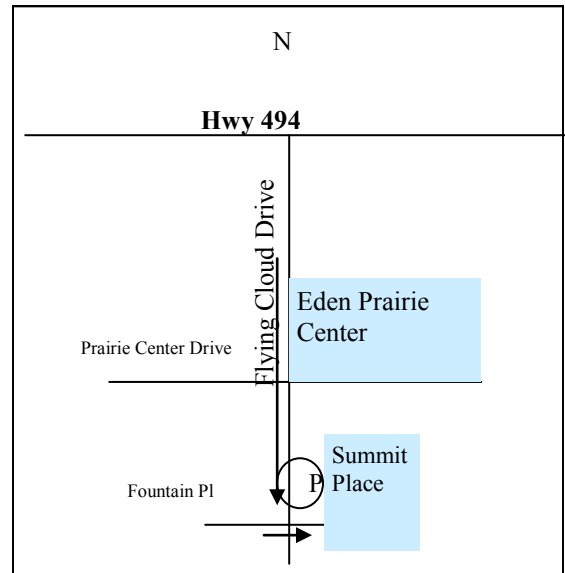 N
Hwy 494
Flying Cloud Drive
Eden Prairie
Center
Prairie Center Drive
Summit
P Place
Fountain Pl